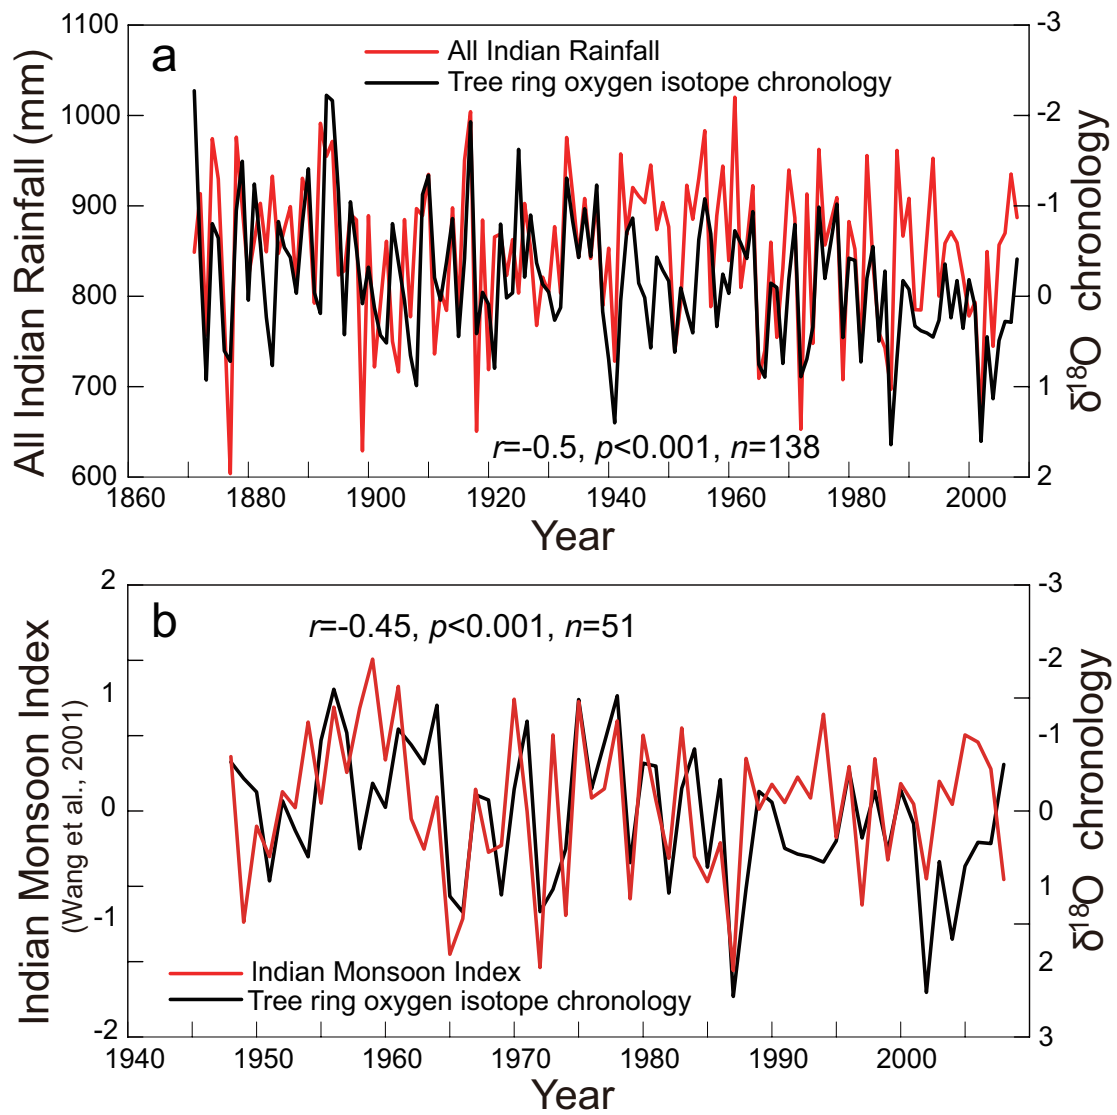 a
All Indian Rainfall
Tree ring oxygen isotope chronology
1100
1000
900
800
700
600
All Indian Rainfall (mm)
-3
-2
-1
0
1
2
δ¹⁸O chronology
r=-0.5, p<0.001, n=138
1860 1880 1900 1920 1940 1960 1980 2000
Year
b
r=-0.45, p<0.001, n=51
2
1
0
-1
-2
Indian Monsoon Index
(Wang et al., 2001)
-3
-2
-1
0
1
2
3
δ¹⁸O chronology
Indian Monsoon Index
Tree ring oxygen isotope chronology
1940 1950 1960 1970 1980 1990 2000
Year